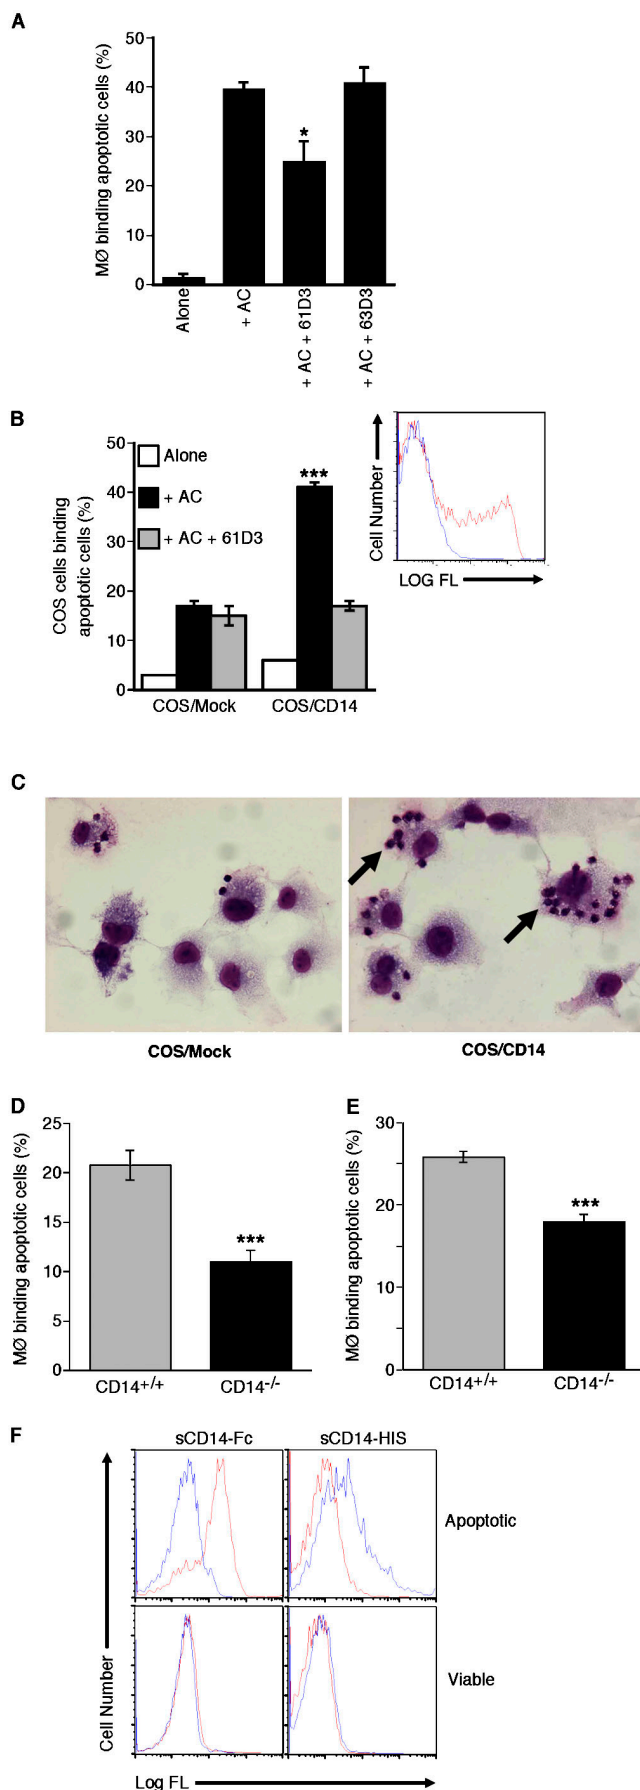 A
MØ binding apoptotic cells (%)
50
40
30
20
10
0
*
Alone
+ AC
+ AC + 61D3
+ AC + 63D3
B
COS cells binding
apoptotic cells (%)
50
40
30
20
10
0
Alone
+ AC
+ AC + 61D3
***
COS/Mock
COS/CD14
Cell Number
LOG FL
C
COS/Mock
COS/CD14
D
MØ binding apoptotic cells (%)
25
20
15
10
5
0
***
CD14+/+
CD14-/-
E
MØ binding apoptotic cells (%)
30
20
10
0
***
CD14+/+
CD14-/-
F
sCD14-Fc
sCD14-HIS
Apoptotic
Viable
Cell Number
Log FL